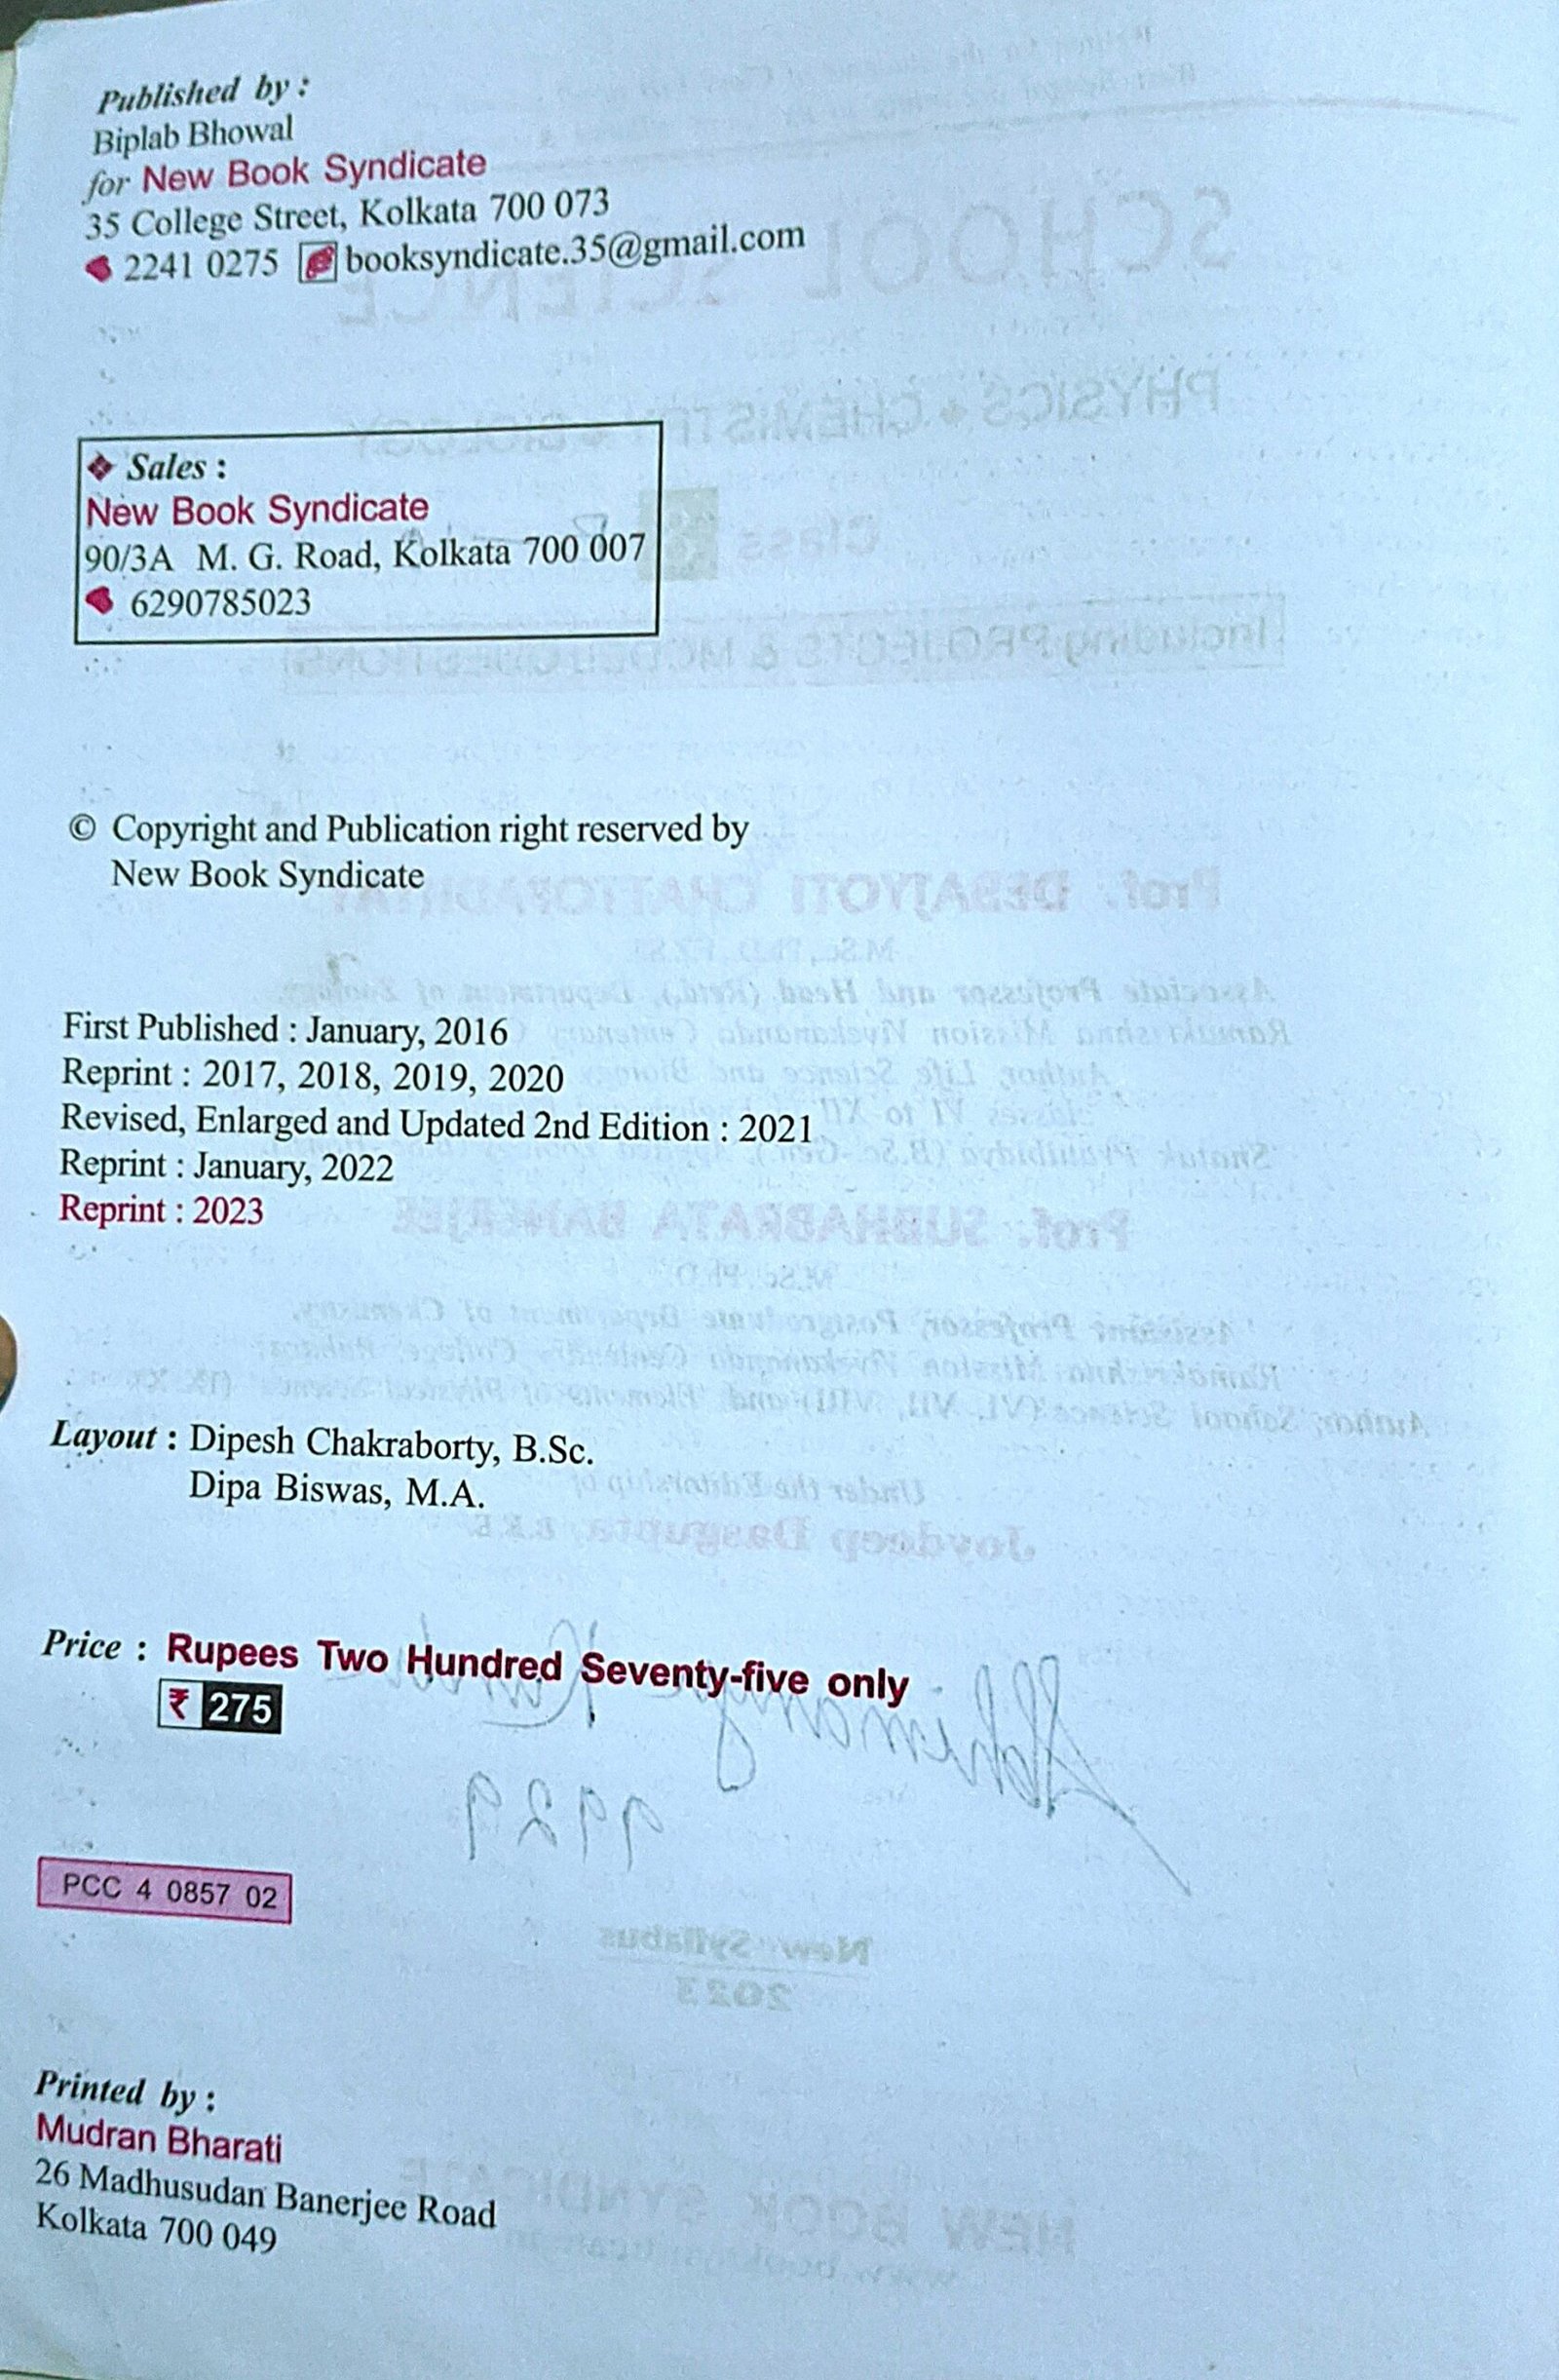 Published by :
Biplab Bhowal
for New Book Syndicate
35 College Street, Kolkata 700 073
2241 0275 booksyndicate.35@gmail.com
❖ Sales :
New Book Syndicate
90/3A M. G. Road, Kolkata 700 007
6290785023
© Copyright and Publication right reserved by
New Book Syndicate
First Published : January, 2016
Reprint : 2017, 2018, 2019, 2020
Revised, Enlarged and Updated 2nd Edition : 2021
Reprint : January, 2022
Reprint : 2023
Layout : Dipesh Chakraborty, B.Sc.
Dipa Biswas, M.A.
Price : Rupees Two Hundred Seventy-five only
₹ 275
PCC 4 0857 02
Printed by :
Mudran Bharati
26 Madhusudan Banerjee Road
Kolkata 700 049